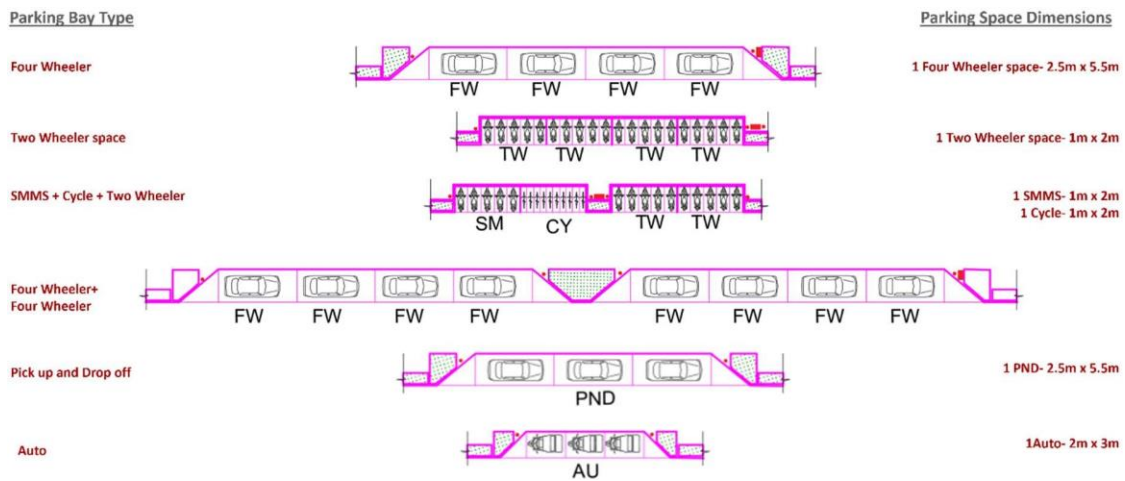 Parking Bay Type
Parking Space Dimensions
Four Wheeler
FW FW FW FW
1 Four Wheeler space- 2.5m x 5.5m
Two Wheeler space
TW TW TW TW
1 Two Wheeler space- 1m x 2m
SMMS + Cycle + Two Wheeler
SM CY TW TW
1 SMMS- 1m x 2m
1 Cycle- 1m x 2m
Four Wheeler+
Four Wheeler
FW FW FW FW FW FW FW FW
Pick up and Drop off
PND
1 PND- 2.5m x 5.5m
Auto
AU
1Auto- 2m x 3m